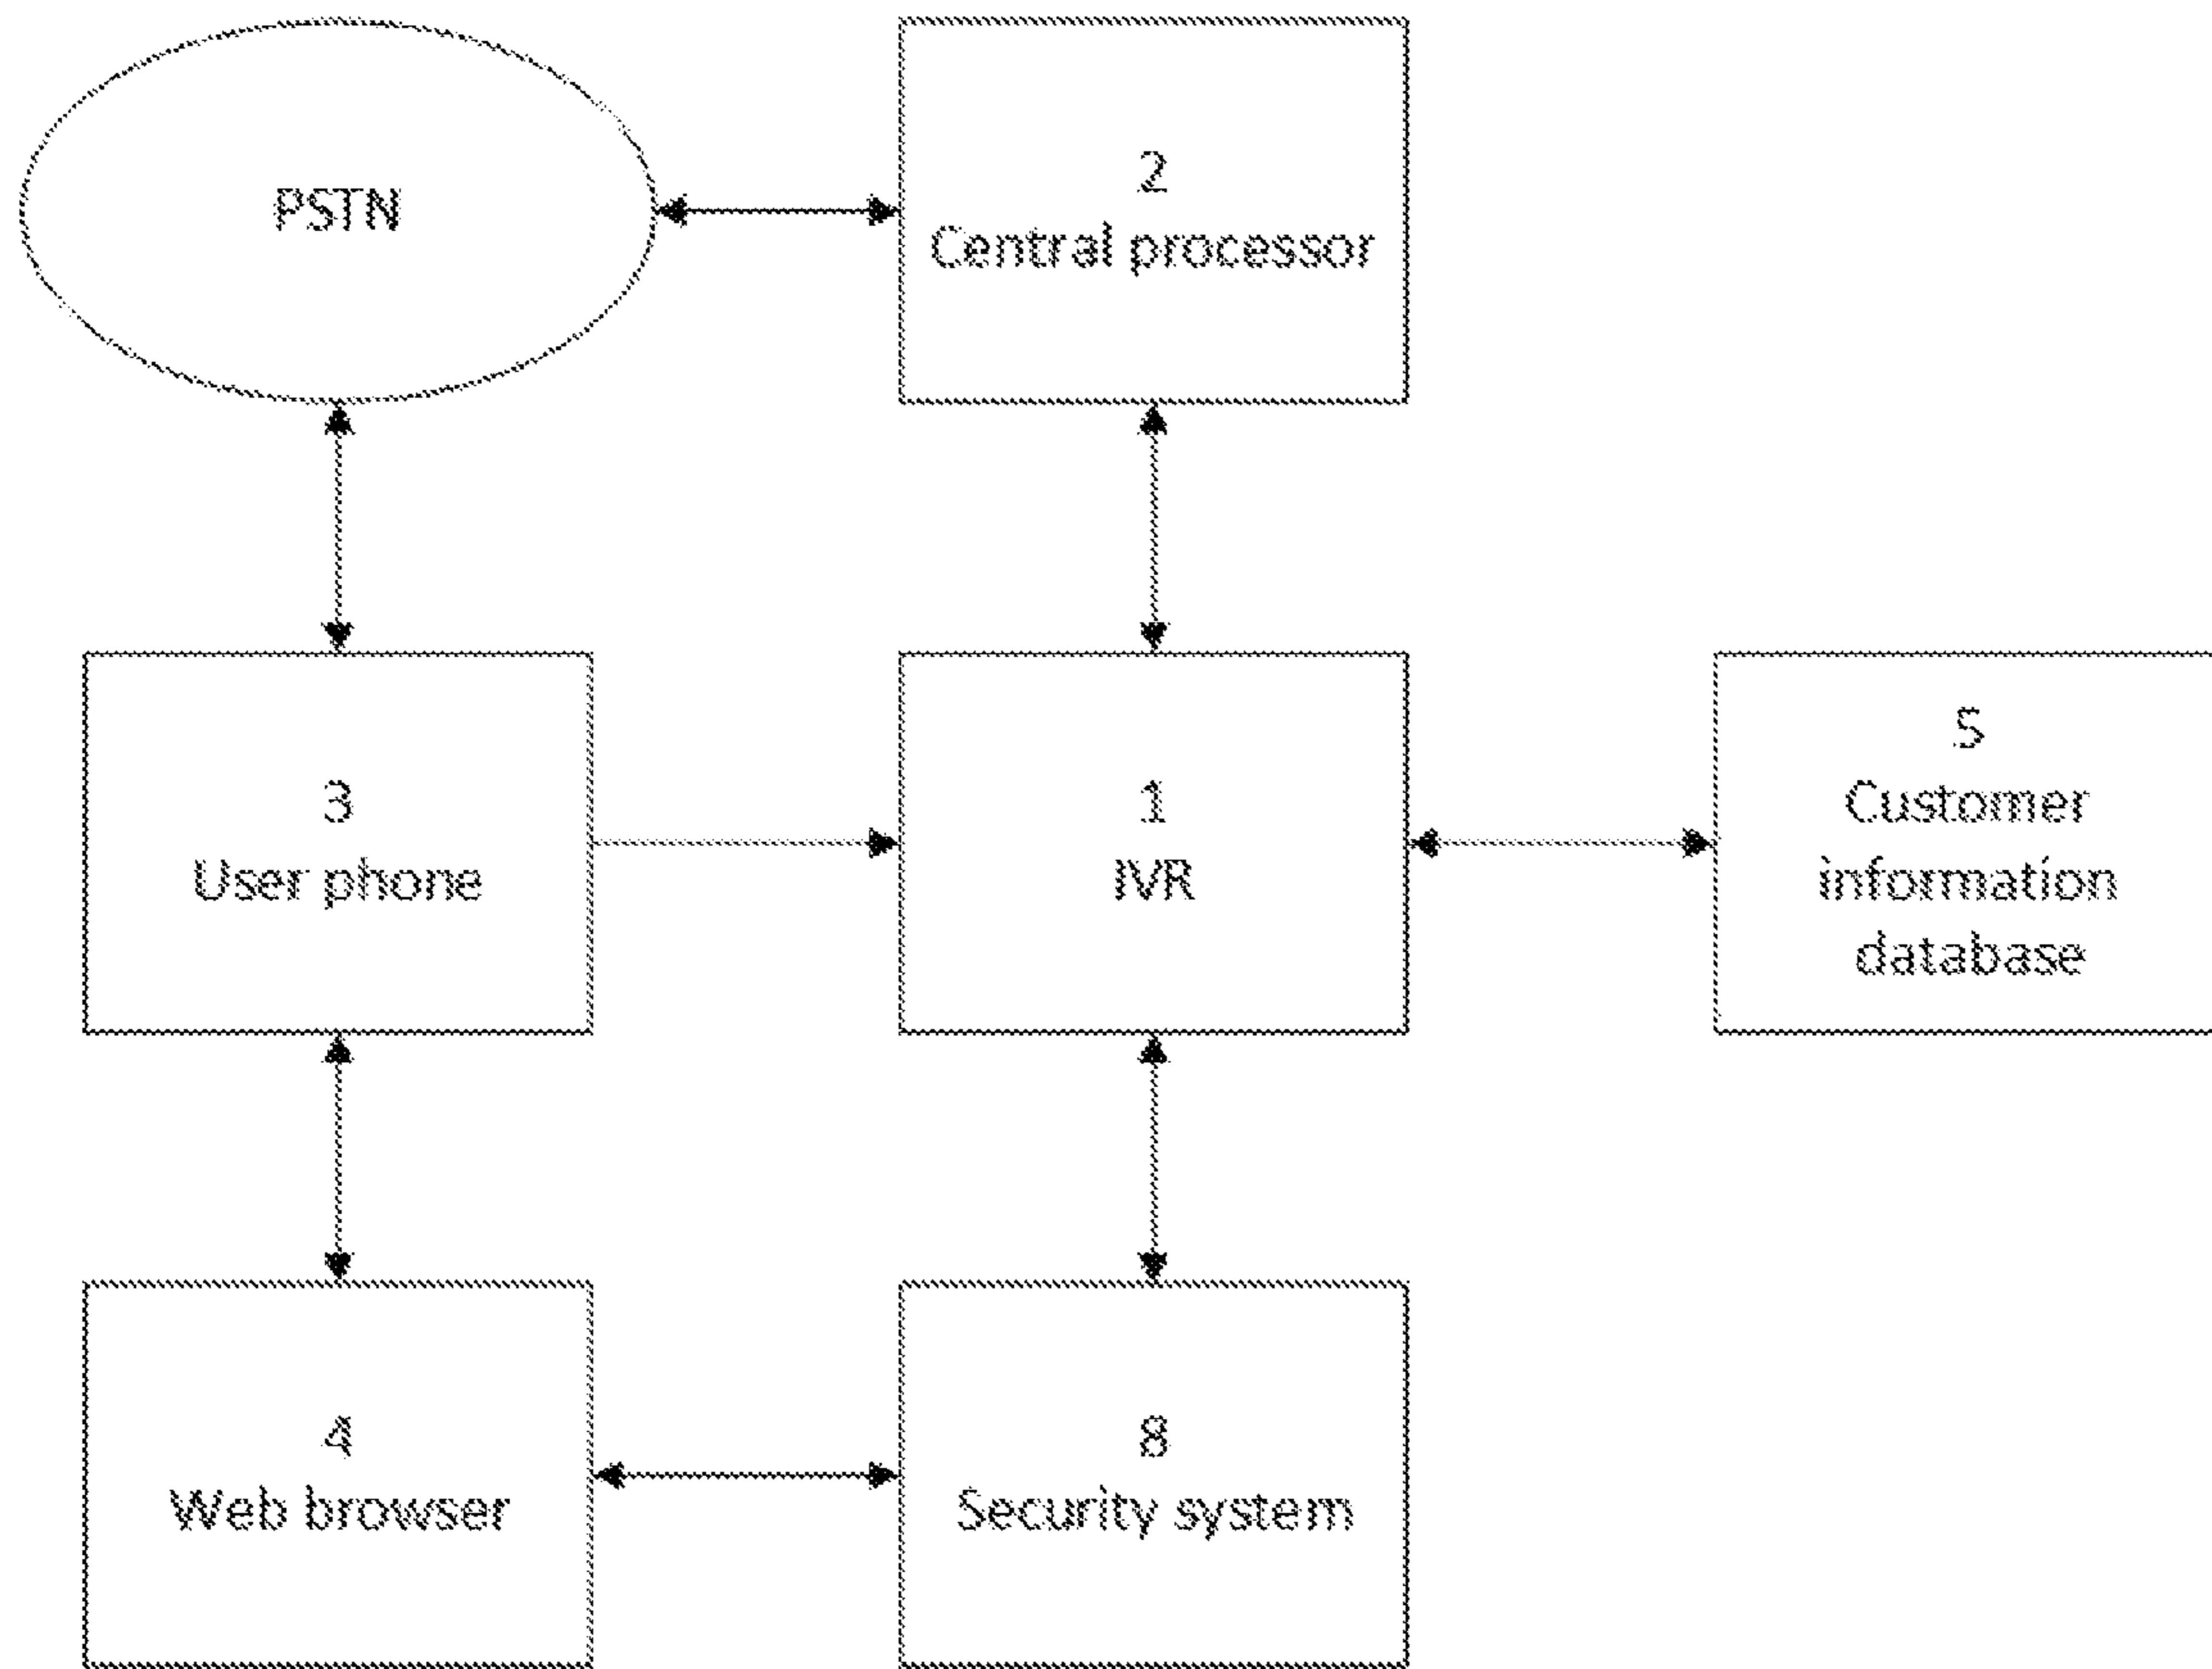 PSTN
2
Central processor
3
User phone
1
IVR
5
Customer
information
database
4
Web browser
8
Security system